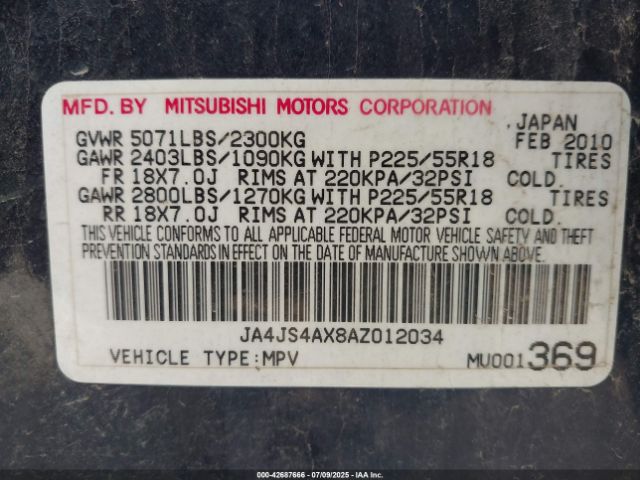 MFD. BY MITSUBISHI MOTORS CORPORATION
. JAPAN
GVWR 5071LBS/2300KG FEB 2010
GAWR 2403LBS/1090KG WITH P225/55R18 TIRES
FR 18X7.0J RIMS AT 220KPA/32PSI COLD.
GAWR 2800LBS/1270KG WITH P225/55R18 TIRES
RR 18X7.0J RIMS AT 220KPA/32PSI COLD.
THIS VEHICLE CONFORMS TO ALL APPLICABLE FEDERAL MOTOR VEHICLE SAFETY AND THEFT
PREVENTION STANDARDS IN EFFECT ON THE DATE OF MANUFACTURE SHOWN ABOVE.
JA4JS4AX8AZ012034
VEHICLE TYPE:MPV MU001369
000-42687666 - 07/09/2025 - IAA Inc.